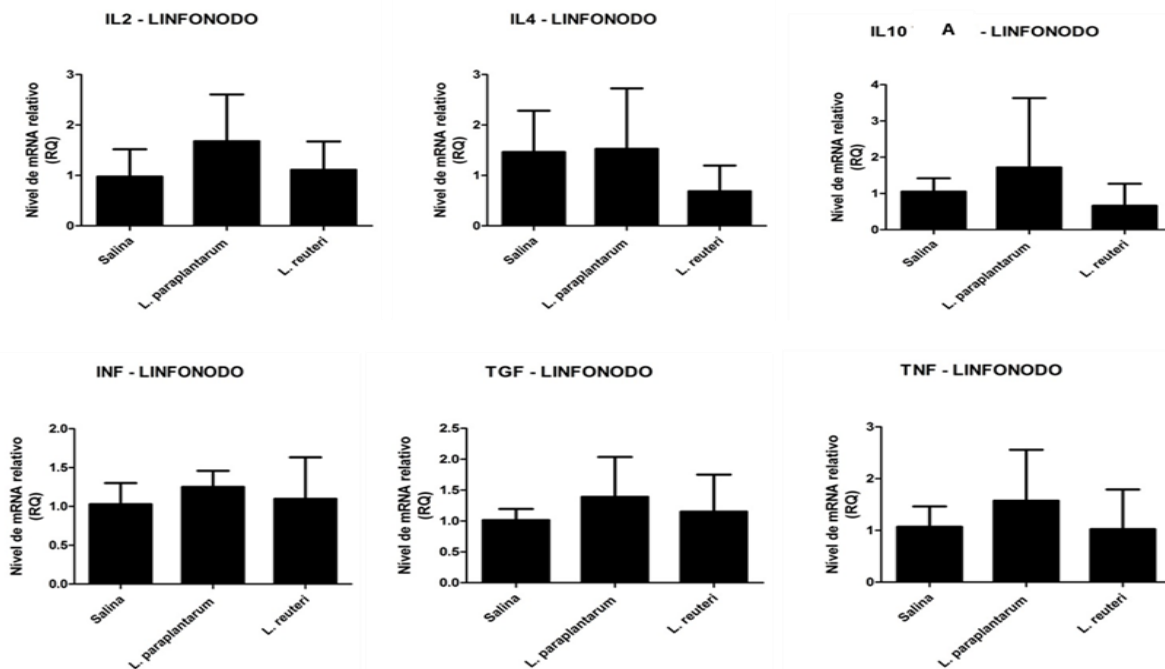 IL2 - LINFONODO
Nivel de mRNA relativo
(RQ)
3
2
1
0
Salina
L. paraplantarum
L. reuteri
IL4 - LINFONODO
Nivel de mRNA relativo
(RQ)
3
2
1
0
Salina
L. paraplantarum
L. reuteri
IL10 A - LINFONODO
Nivel de mRNA relativo
(RQ)
4
3
2
1
0
Salina
L. paraplantarum
L. reuteri
INF - LINFONODO
Nivel de mRNA relativo
(RQ)
2.0
1.5
1.0
0.5
0.0
Salina
L. paraplantarum
L. reuteri
TGF - LINFONODO
Nivel de mRNA relativo
(RQ)
2.5
2.0
1.5
1.0
0.5
0.0
Salina
L. paraplantarum
L. reuteri
TNF - LINFONODO
Nivel de mRNA relativo
(RQ)
3
2
1
0
Salina
L. paraplantarum
L. reuteri